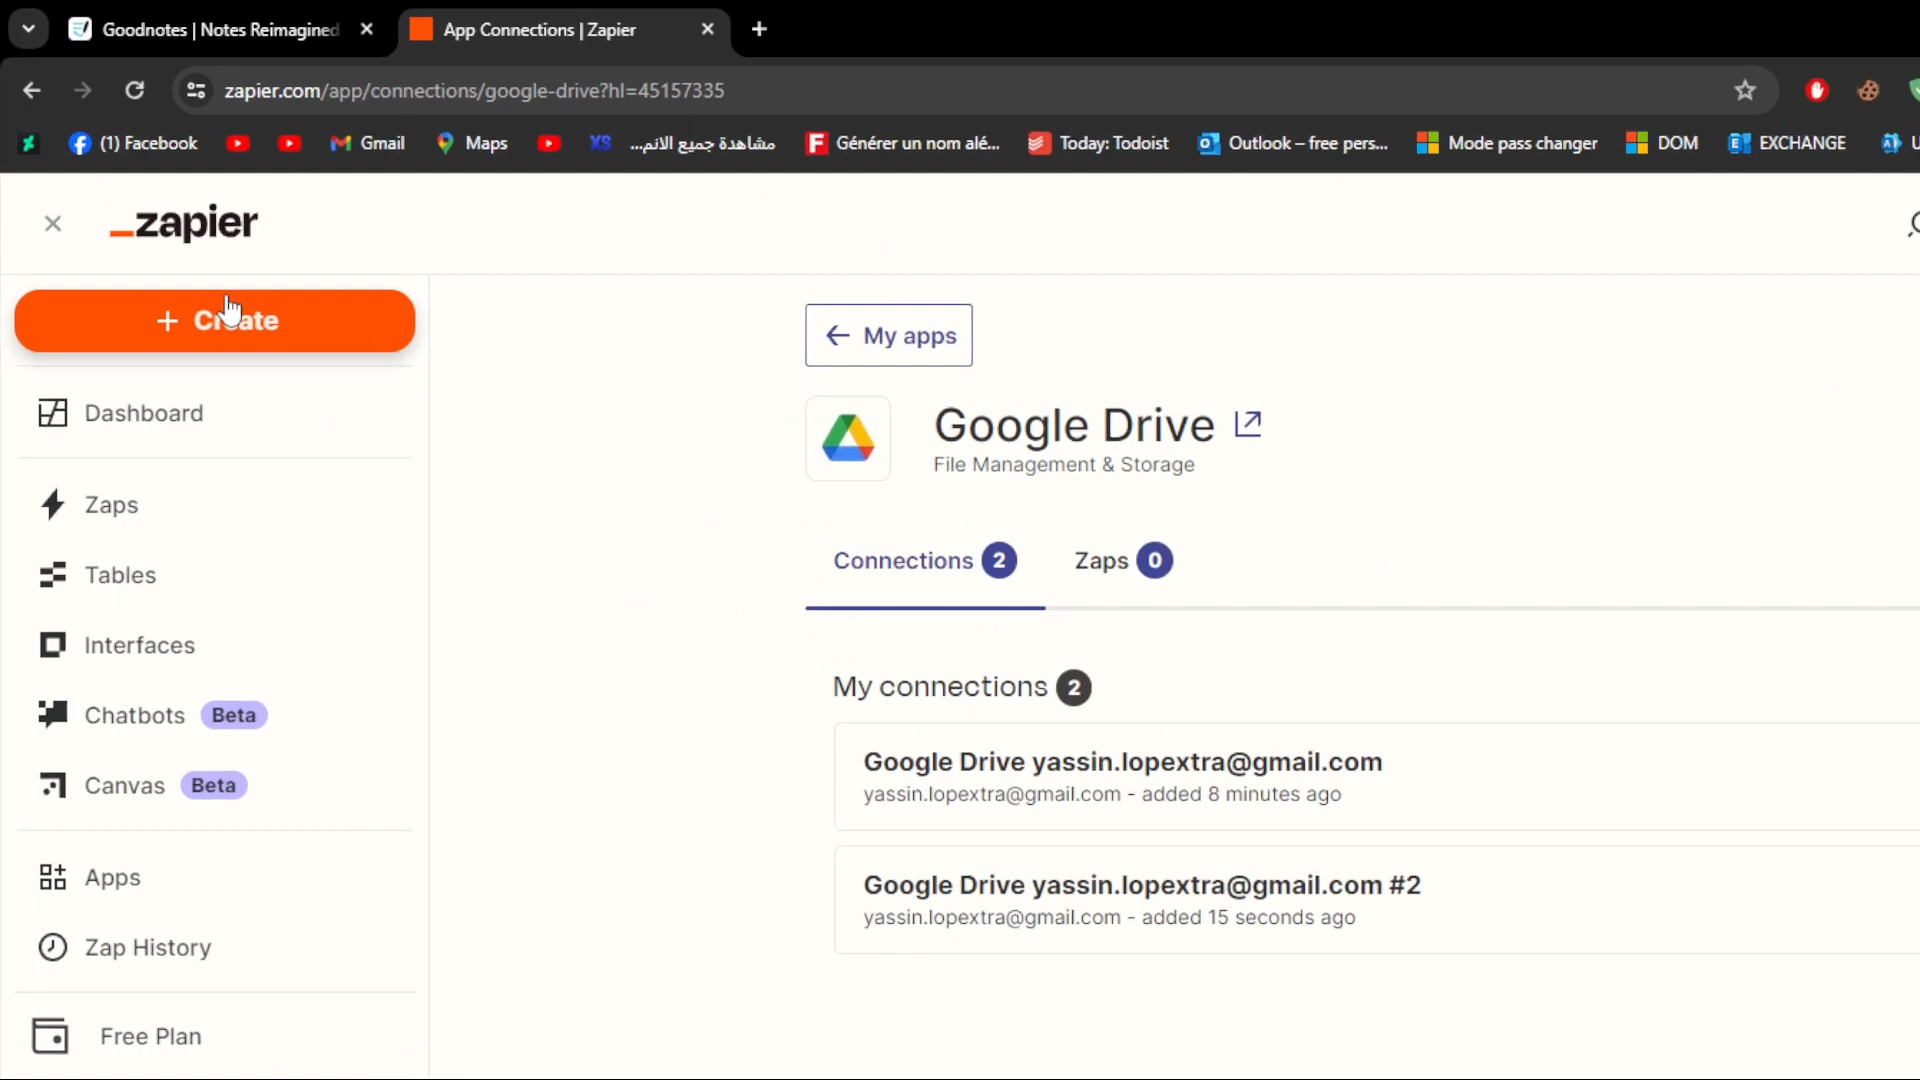 Goodnotes | Notes Reimagined
App Connections | Zapier
zapier.com/app/connections/google-drive?hl=45157335
(1) Facebook
Gmail
Maps
XS
مشاهدة جميع الانم...
Générer un nom alé...
Today: Todoist
Outlook – free pers...
Mode pass changer
DOM
EXCHANGE
zapier
+ Create
Dashboard
Zaps
Tables
Interfaces
Chatbots Beta
Canvas Beta
Apps
Zap History
Free Plan
← My apps
Google Drive
File Management & Storage
Connections 2
Zaps 0
My connections 2
Google Drive yassin.lopextra@gmail.com
yassin.lopextra@gmail.com - added 8 minutes ago
Google Drive yassin.lopextra@gmail.com #2
yassin.lopextra@gmail.com - added 15 seconds ago